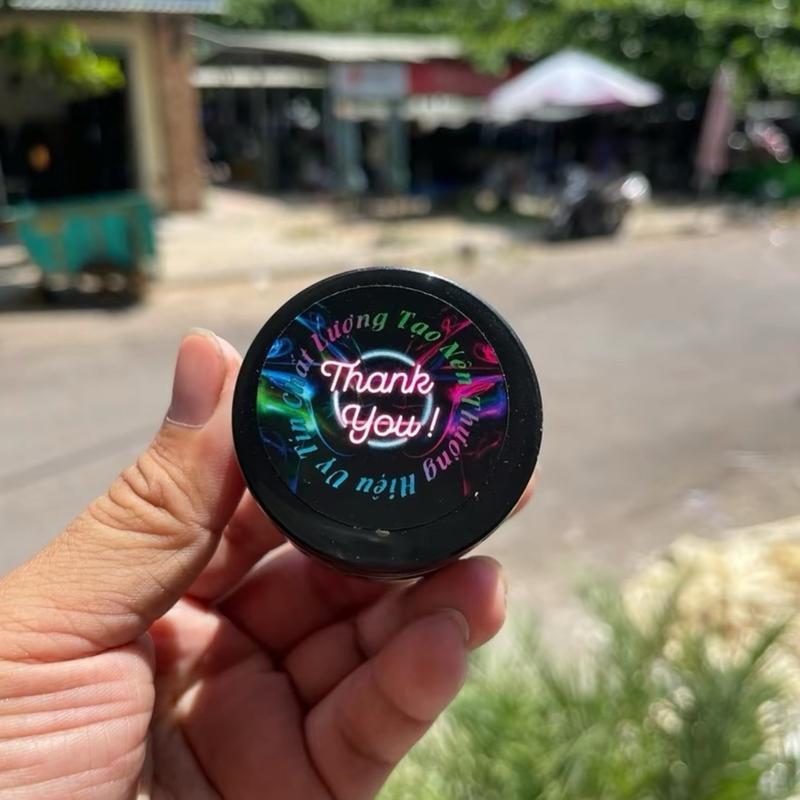 Uy Tín Chất Lượng Tạo Nên Thương Hiệu
Thank
You!